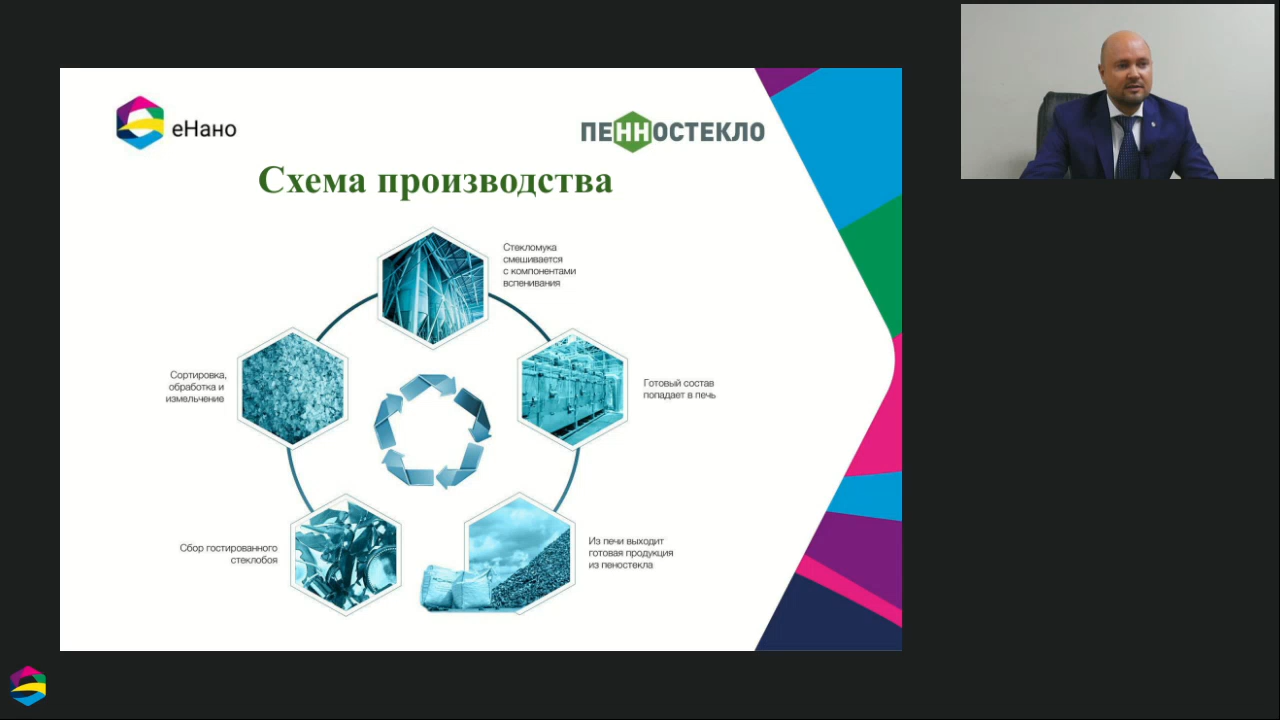 еНано
ПЕННОСТЕКЛО
Схема производства
Стекломука
смешивается
с компонентами
вспенивания
Сортировка,
обработка и
измельчение
Готовый состав
попадает в печь
Сбор гостированного
стеклобоя
Из печи выходит
готовая продукция
из пеностекла